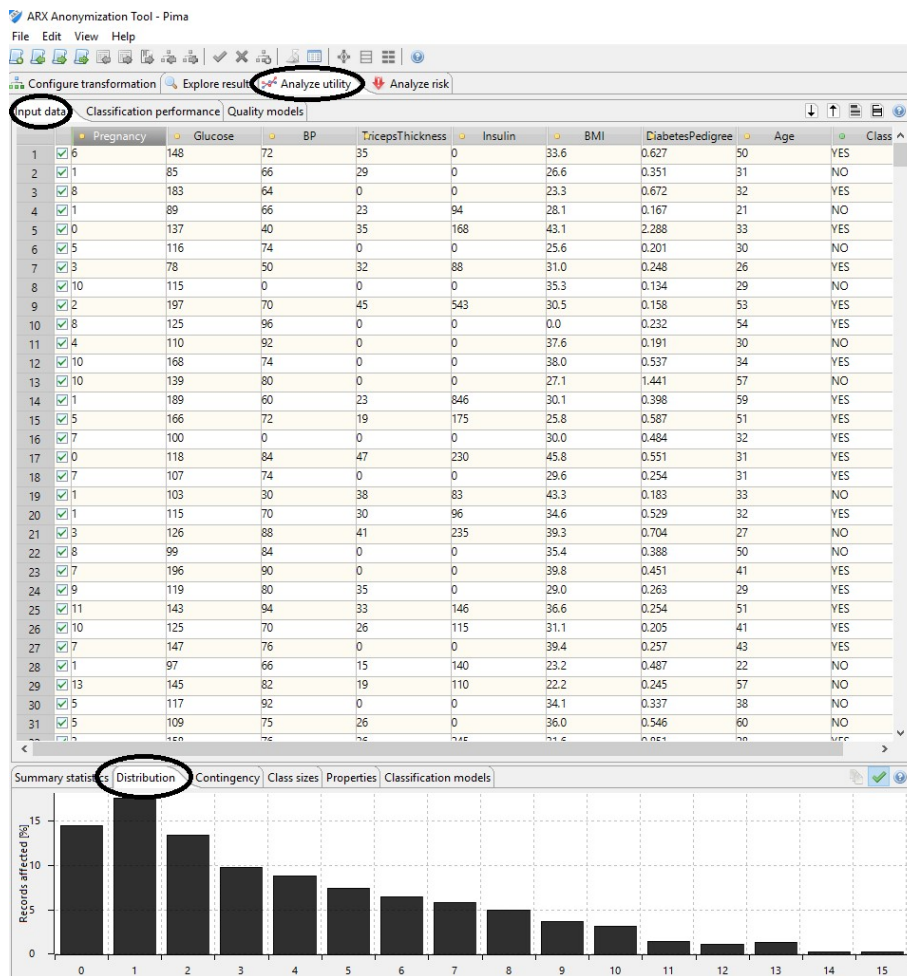 ARX Anonymization Tool - Pima
File Edit View Help
Configure transformation Explore results Analyze utility Analyze risk
Input data Classification performance Quality models
Pregnancy Glucose BP TricepsThickness Insulin BMI DiabetesPedigree Age Class
1 6 148 72 35 0 33.6 0.627 50 YES
2 1 85 66 29 0 26.6 0.351 31 NO
3 8 183 64 0 0 23.3 0.672 32 YES
4 1 89 66 23 94 28.1 0.167 21 NO
5 0 137 40 35 168 43.1 2.288 33 YES
6 5 116 74 0 0 25.6 0.201 30 NO
7 3 78 50 32 88 31.0 0.248 26 YES
8 10 115 0 0 0 35.3 0.134 29 NO
9 2 197 70 45 543 30.5 0.158 53 YES
10 8 125 96 0 0 0.0 0.232 54 YES
11 4 110 92 0 0 37.6 0.191 30 NO
12 10 168 74 0 0 38.0 0.537 34 YES
13 10 139 80 0 0 27.1 1.441 57 NO
14 1 189 60 23 846 30.1 0.398 59 YES
15 5 166 72 19 175 25.8 0.587 51 YES
16 7 100 0 0 0 30.0 0.484 32 YES
17 0 118 84 47 230 45.8 0.551 31 YES
18 7 107 74 0 0 29.6 0.254 31 YES
19 1 103 30 38 83 43.3 0.183 33 NO
20 1 115 70 30 96 34.6 0.529 32 YES
21 3 126 88 41 235 39.3 0.704 27 NO
22 8 99 84 0 0 35.4 0.388 50 NO
23 7 196 90 0 0 39.8 0.451 41 YES
24 9 119 80 35 0 29.0 0.263 29 YES
25 11 143 94 33 146 36.6 0.254 51 YES
26 10 125 70 26 115 31.1 0.205 41 YES
27 7 147 76 0 0 39.4 0.257 43 YES
28 1 97 66 15 140 23.2 0.487 22 NO
29 13 145 82 19 110 22.2 0.245 57 NO
30 5 117 92 0 0 34.1 0.337 38 NO
31 5 109 75 26 0 36.0 0.546 60 NO
Summary statistics Distribution Contingency Class sizes Properties Classification models
Records affected [%]
15
10
5
0
0 1 2 3 4 5 6 7 8 9 10 11 12 13 14 15